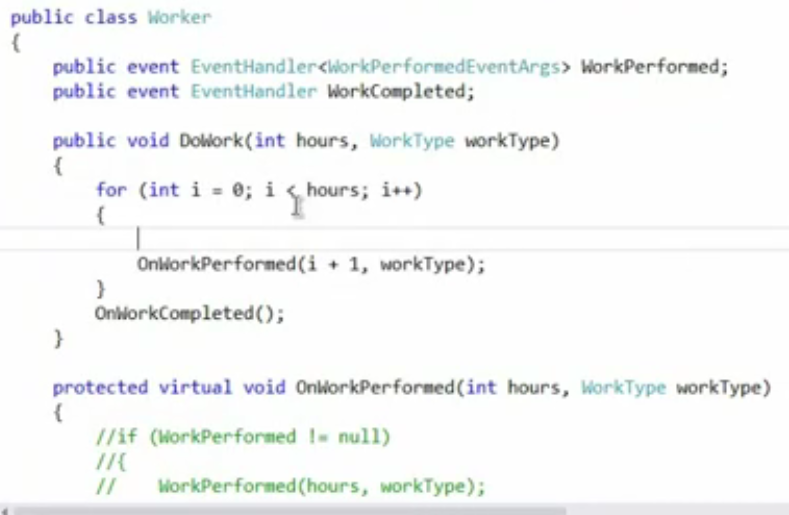 public class Worker
{
    public event EventHandler<WorkPerformedEventArgs> WorkPerformed;
    public event EventHandler WorkCompleted;
    public void DoWork(int hours, WorkType workType)
    {
        for (int i = 0; i < hours; i++)
        {
            OnWorkPerformed(i + 1, workType);
        }
        OnWorkCompleted();
    }
    protected virtual void OnWorkPerformed(int hours, WorkType workType)
    {
        //if (WorkPerformed != null)
        //{
        //    WorkPerformed(hours, workType);